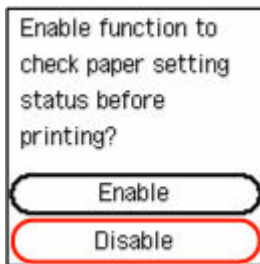 Enable function to
check paper setting
status before
printing?
Enable
Disable